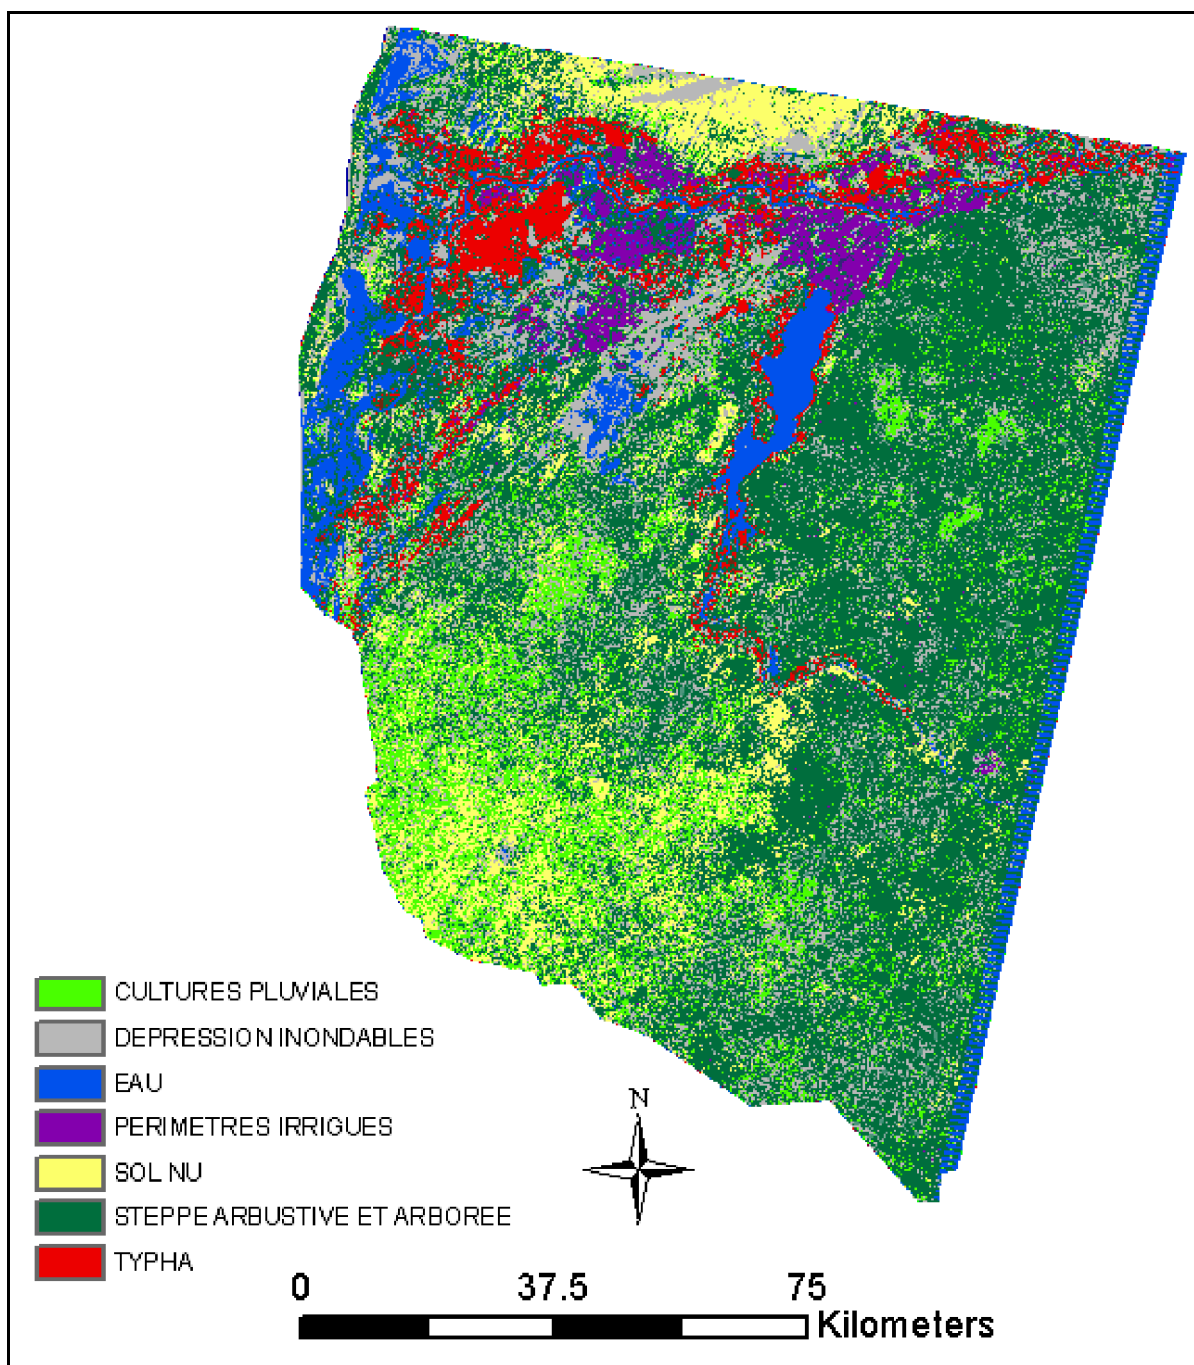 CULTURES PLUVIALES
DEPRESSION INONDABLES
EAU
PERIMETRES IRRIGUES
SOL NU
STEPPE ARBUSTIVE ET ARBOREE
TYPHA
N
0 37.5 75
Kilometers